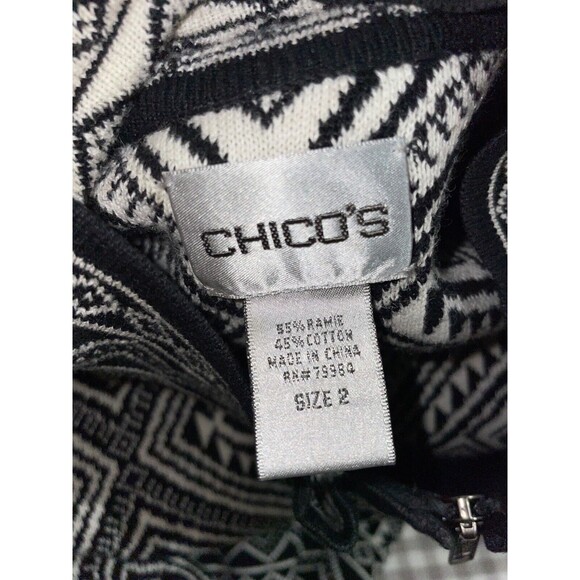 CHICO'S
55% RAMIE
45% COTTON
MADE IN CHINA
RN# 79984
SIZE 2